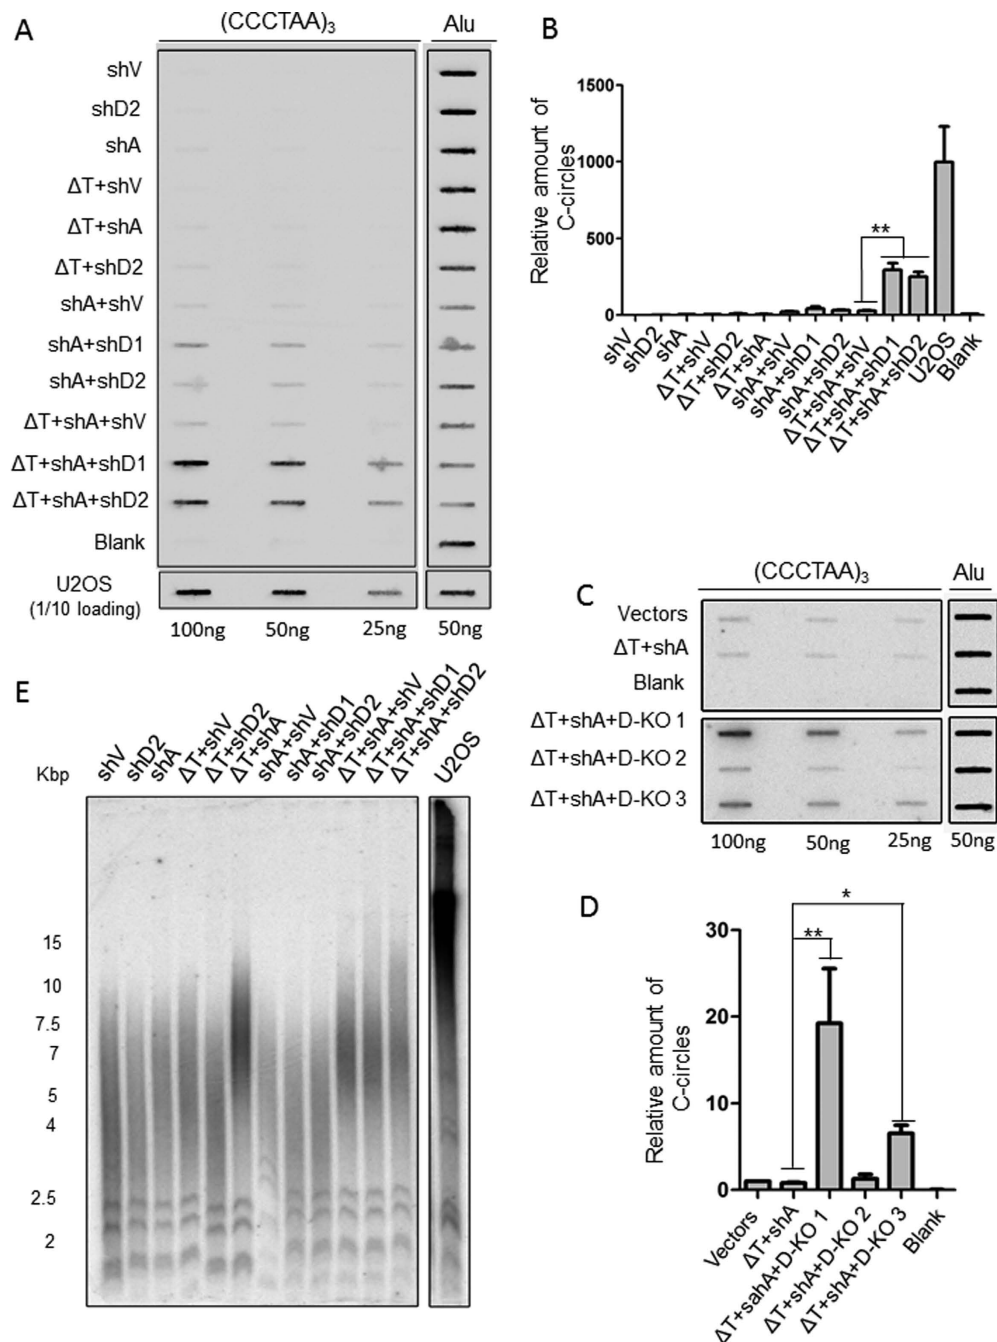 A
(CCCTAA)3
Alu
shV
shD2
shA
ΔT+shV
ΔT+shA
ΔT+shD2
shA+shV
shA+shD1
shA+shD2
ΔT+shA+shV
ΔT+shA+shD1
ΔT+shA+shD2
Blank
U2OS
(1/10 loading)
100ng
50ng
25ng
50ng
B
Relative amount of
C-circles
1500
1000
500
0
**
shV
shD2
shA
ΔT+shV
ΔT+shD2
ΔT+shA
shA+shV
shA+shD1
shA+shD2
ΔT+shA+shV
ΔT+shA+shD1
ΔT+shA+shD2
U2OS
Blank
C
(CCCTAA)3
Alu
Vectors
ΔT+shA
Blank
ΔT+shA+D-KO 1
ΔT+shA+D-KO 2
ΔT+shA+D-KO 3
100ng
50ng
25ng
50ng
E
Kbp
shV
shD2
shA
ΔT+shV
ΔT+shD2
ΔT+shA
shA+shV
shA+shD1
shA+shD2
ΔT+shA+shV
ΔT+shA+shD1
ΔT+shA+shD2
U2OS
15
10
7.5
7
5
4
2.5
2
D
Relative amount of
C-circles
30
20
10
0
**
*
Vectors
ΔT+shA
ΔT+sahA+D-KO 1
ΔT+shA+D-KO 2
ΔT+shA+D-KO 3
Blank